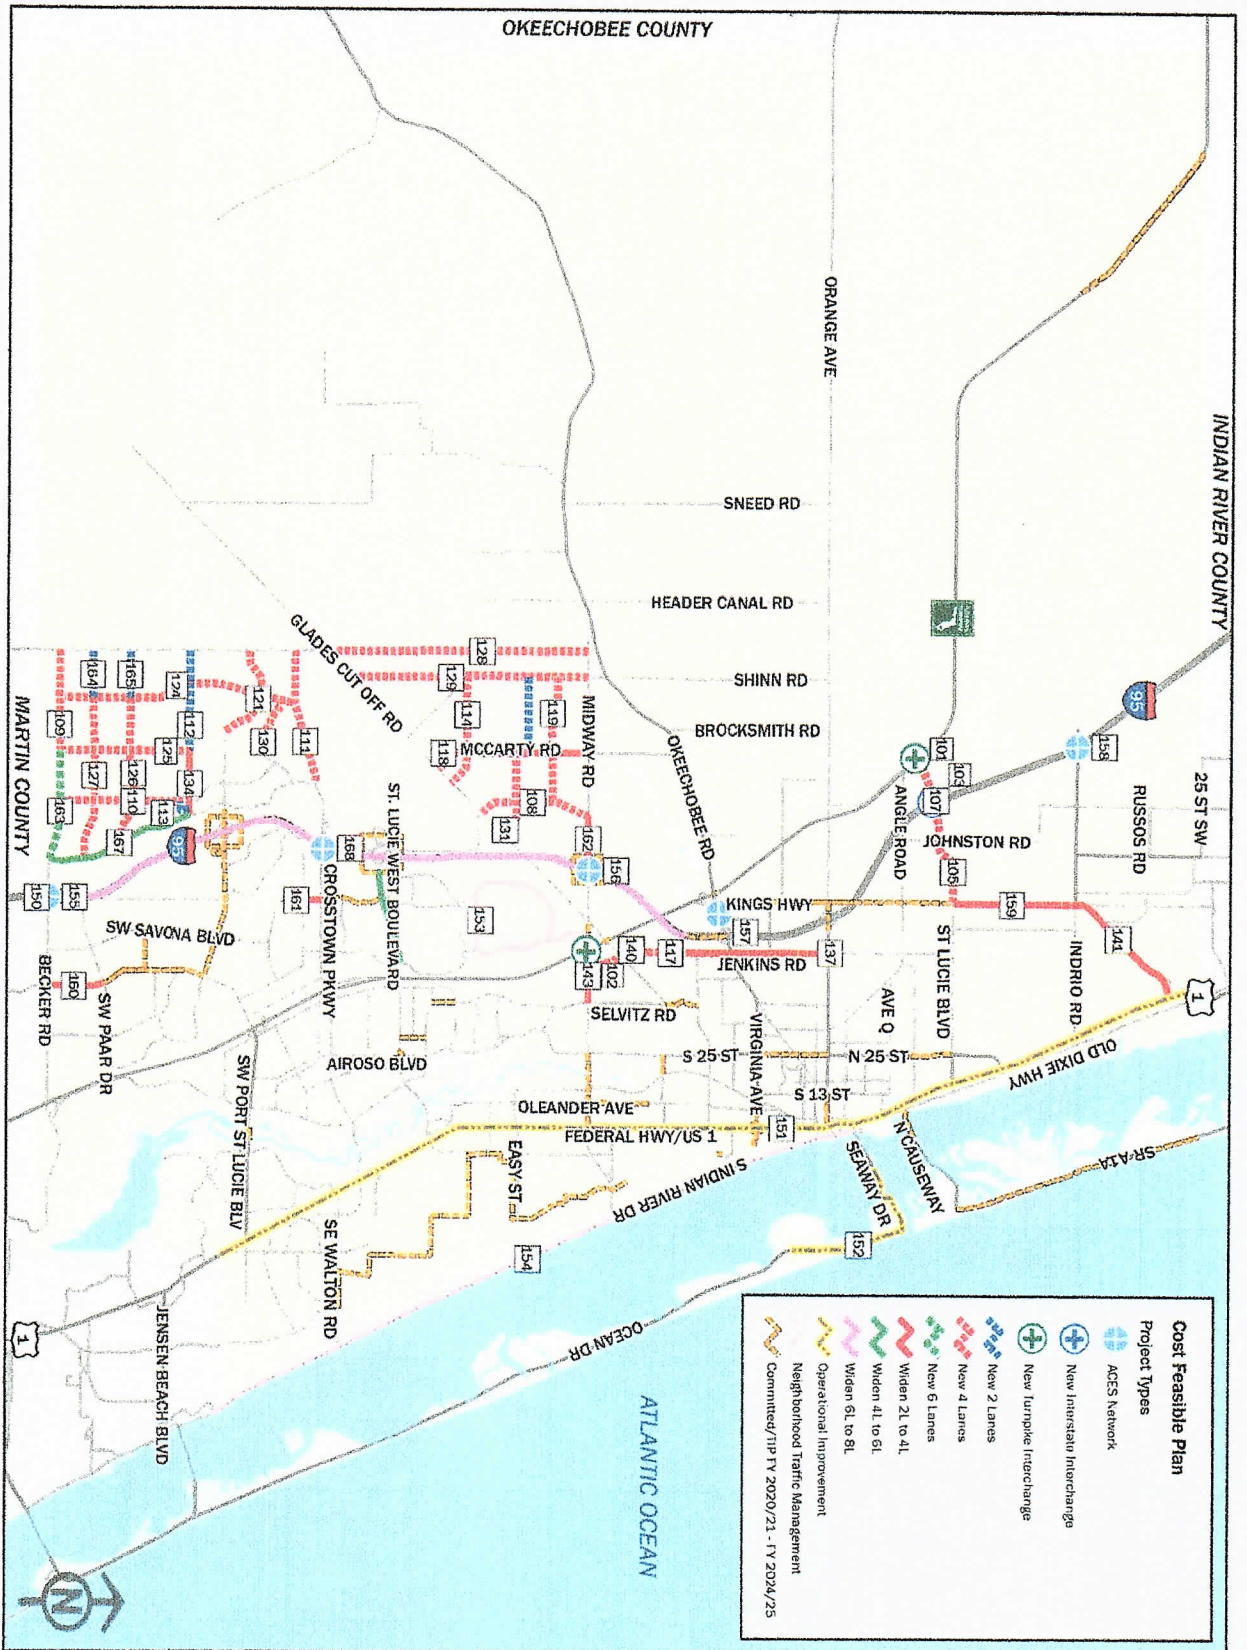 OKEECHOBEE COUNTY
INDIAN RIVER COUNTY
MARTIN COUNTY
ATLANTIC OCEAN
ORANGE AVE
SNEED RD
HEADER CANAL RD
SHINN RD
BROCKSMITH RD
GLADES CUT OFF RD
MIDWAY RD
MCCARTY RD
OKEECHOBEE RD
ANGLE ROAD
JOHNSTON RD
RUSSOS RD
25 ST SW
KINGS HWY
JENKINS RD
ST LUCIE BLVD
INDRIO RD
AVE Q
SELVITZ RD
VIRGINIA AVE
S 25 ST
N 25 ST
S 13 ST
OLD DIXIE HWY
N CAUSEWAY
SEAWAY DR
SR-A1A
OLEANDER AVE
FEDERAL HWY/US 1
S INDIAN RIVER DR
EASY ST
SE WALTON RD
OCEAN DR
JENSEN BEACH BLVD
ST. LUCIE WEST BOULEVARD
CROSSTOWN PKWY
AIROSO BLVD
SW SAVONA BLVD
SW PAAR DR
BECKER RD
SW PORT ST LUCIE BLV
95
95
1
1
158
101
103
107
105
159
141
128
129
114
119
118
108
131
162
156
157
137
140
117
102
143
153
151
152
154
168
161
111
130
121
124
112
125
134
165
164
109
127
126
110
113
167
163
150
155
160
N
Cost Feasible Plan
Project Types
ACES Network
New Interstate Interchange
New Turnpike Interchange
New 2 Lanes
New 4 Lanes
New 6 Lanes
Widen 2L to 4L
Widen 4L to 6L
Widen 6L to 8L
Operational Improvement
Neighborhood Traffic Management
Committed/TIP FY 2020/21 - FY 2024/25